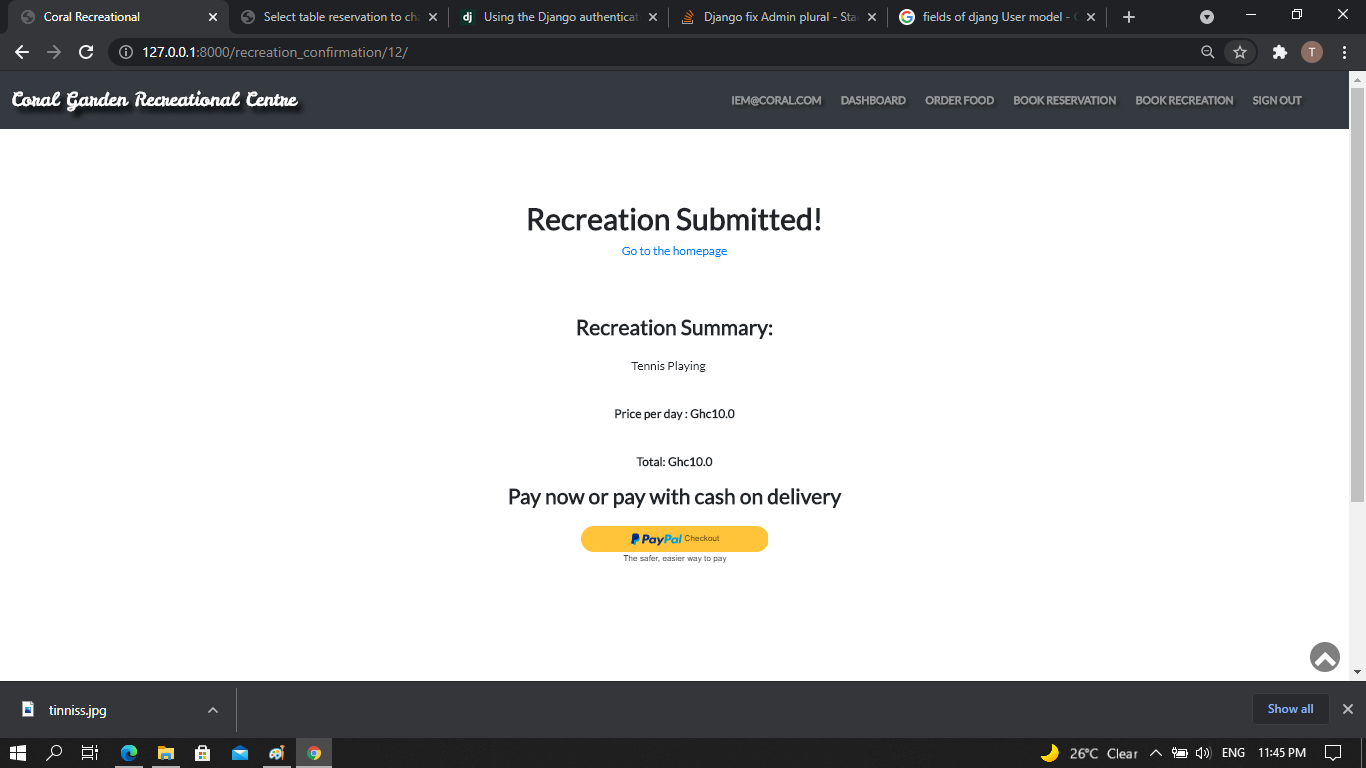 Coral Recreational
Select table reservation to cha
Using the Django authenticat
Django fix Admin plural - Sta
fields of djang User model - G
127.0.0.1:8000/recreation_confirmation/12/
T
Coral Garden Recreational Centre
IEM@CORAL.COM DASHBOARD ORDER FOOD BOOK RESERVATION BOOK RECREATION SIGN OUT
Recreation Submitted!
Go to the homepage
Recreation Summary:
Tennis Playing
Price per day : Ghc10.0
Total: Ghc10.0
Pay now or pay with cash on delivery
PayPal Checkout
The safer, easier way to pay
tinniss.jpg
Show all
26°C Clear
ENG
11:45 PM